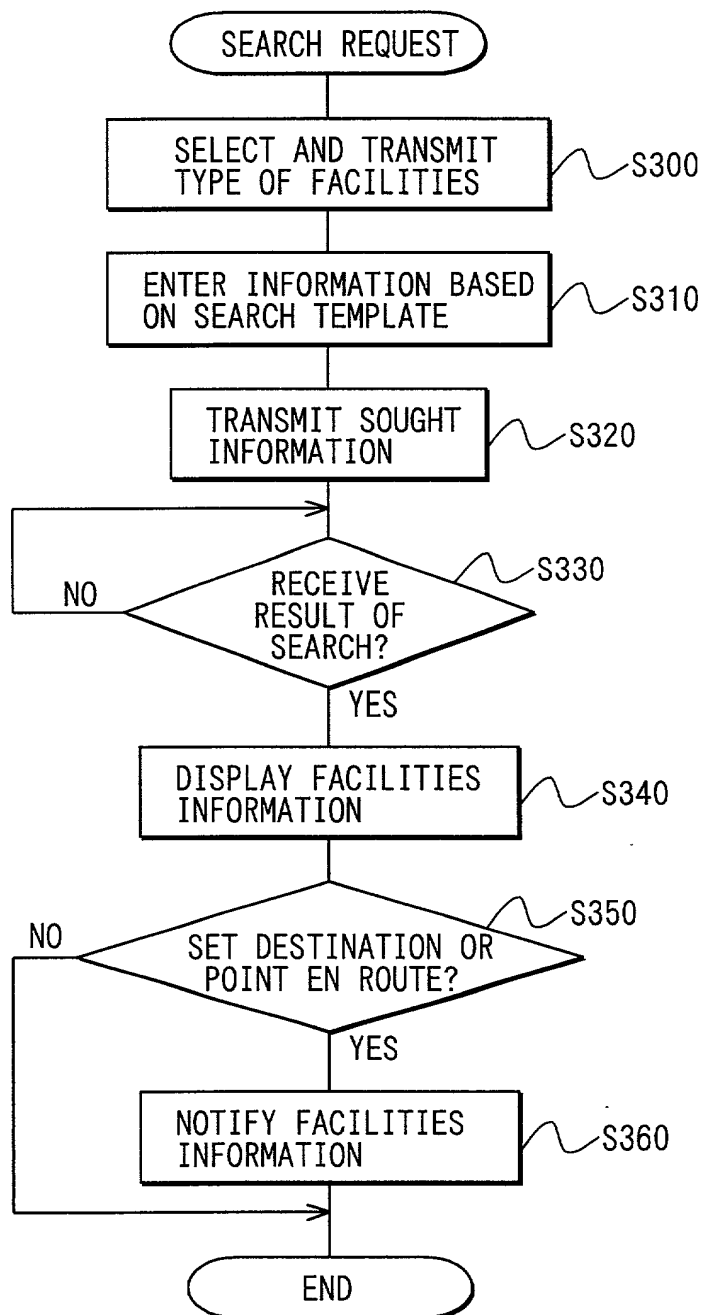 SEARCH REQUEST
SELECT AND TRANSMIT
TYPE OF FACILITIES
S300
ENTER INFORMATION BASED
ON SEARCH TEMPLATE
S310
TRANSMIT SOUGHT
INFORMATION
S320
RECEIVE
RESULT OF
SEARCH?
S330
NO
YES
DISPLAY FACILITIES
INFORMATION
S340
SET DESTINATION OR
POINT EN ROUTE?
S350
NO
YES
NOTIFY FACILITIES
INFORMATION
S360
END